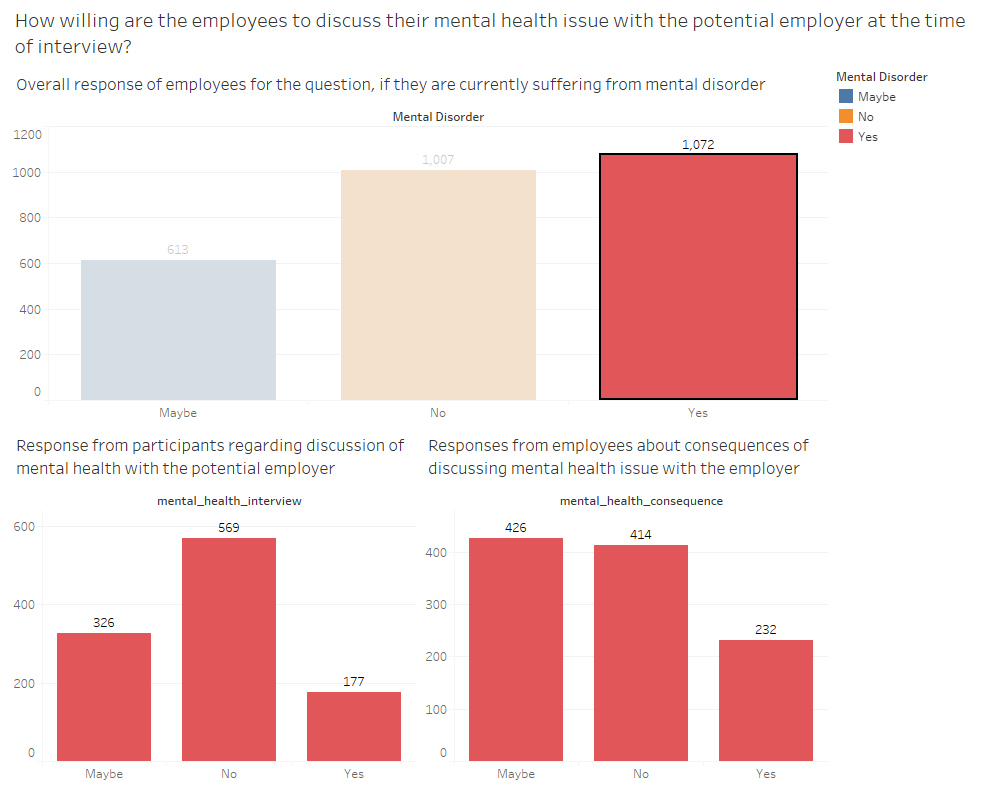 How willing are the employees to discuss their mental health issue with the potential employer at the time
of interview?
Overall response of employees for the question, if they are currently suffering from mental disorder
Mental Disorder
Maybe
No
Yes
Mental Disorder
1200
1000
800
600
400
200
0
613
1,007
1,072
Maybe
No
Yes
Response from participants regarding discussion of
mental health with the potential employer
mental_health_interview
600
400
200
0
326
569
177
Maybe
No
Yes
Responses from employees about consequences of
discussing mental health issue with the employer
mental_health_consequence
400
300
200
100
0
426
414
232
Maybe
No
Yes